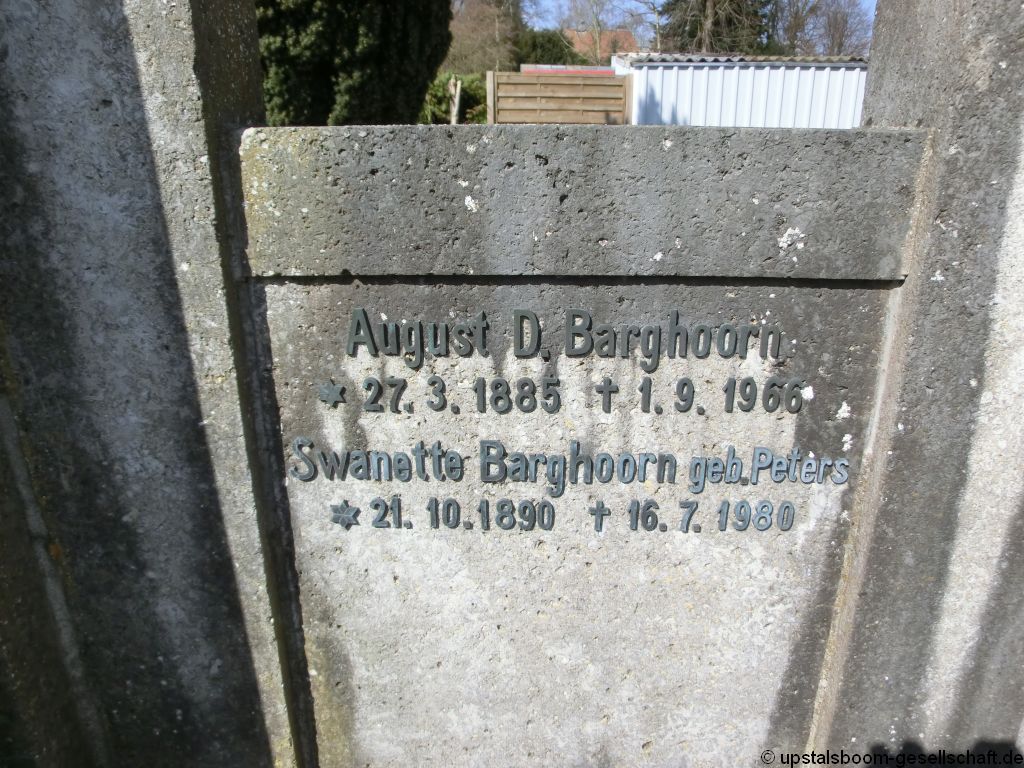 August D. Barghoorn
* 27. 3. 1885 † 1. 9. 1966
Swanette Barghoorn geb. Peters
* 21. 10. 1890 † 16. 7. 1980
© upstalsboom-gesellschaft.de